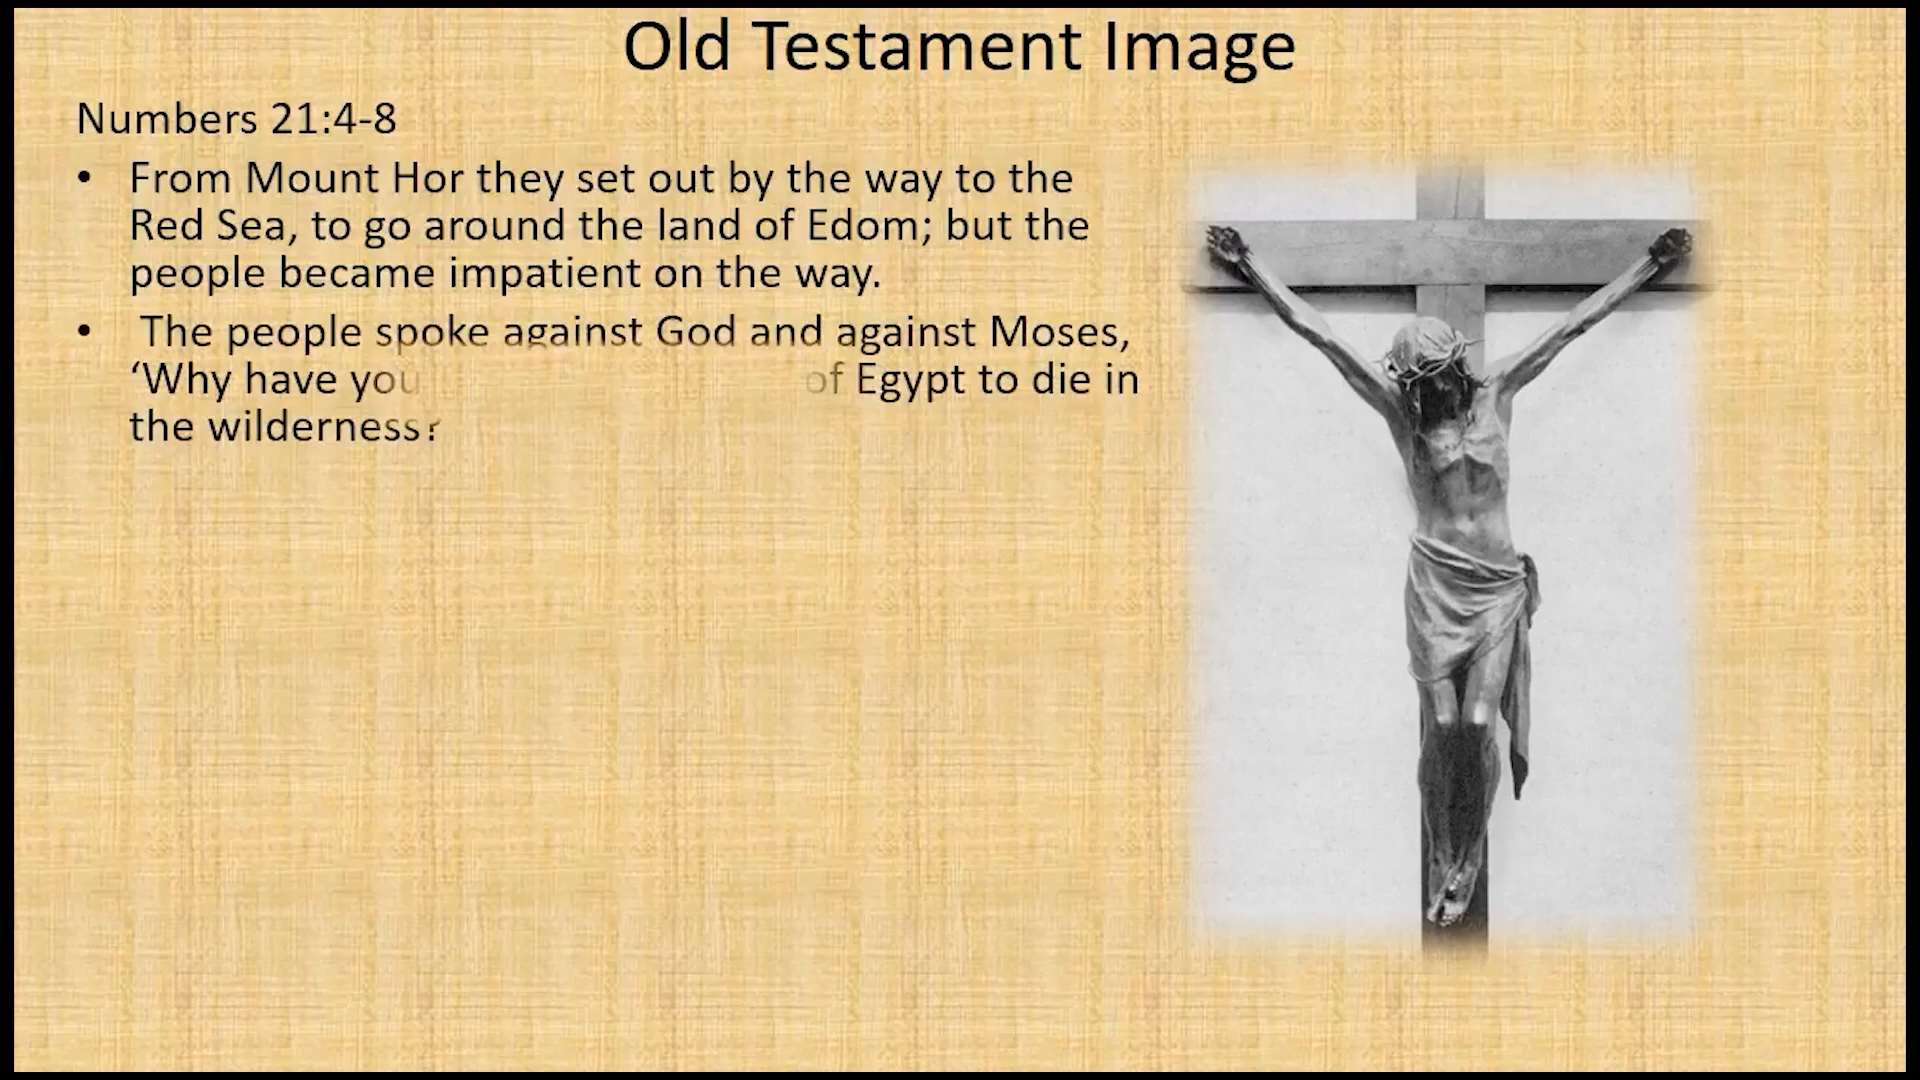 Old Testament Image
Numbers 21:4-8
• From Mount Hor they set out by the way to the
Red Sea, to go around the land of Edom; but the
people became impatient on the way.
• The people spoke against God and against Moses,
‘Why have you of Egypt to die in
the wilderness?